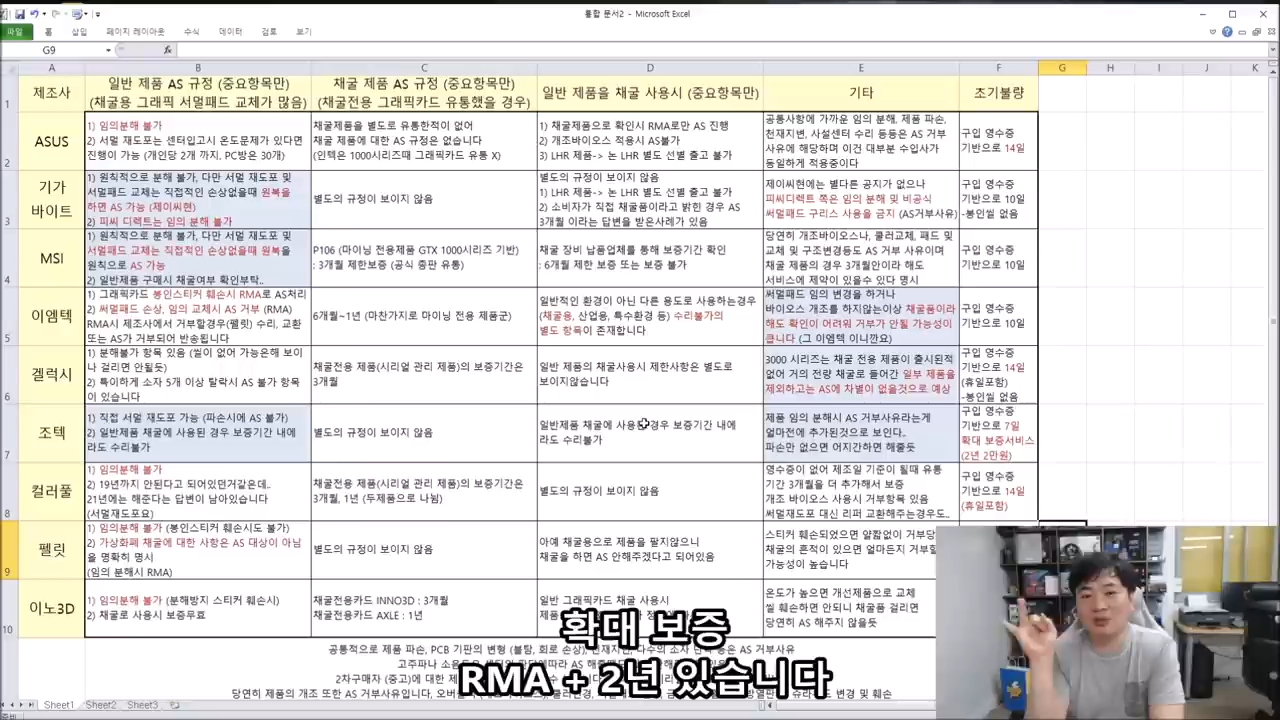 통합 문서2 - Microsoft Excel
파일 홈 삽입 페이지 레이아웃 수식 데이터 검토 보기
G9 fx
A B C D E F G H I J K
1 제조사
일반 제품 AS 규정 (중요항목만)
(채굴용 그래픽 서멀패드 교체가 많음)
채굴 제품 AS 규정 (중요항목만)
(채굴전용 그래픽카드 유통했을 경우)
일반 제품을 채굴 사용시 (중요항목만)
기타
초기불량
2 ASUS
1) 임의분해 불가
2) 서멀 재도포는 센터입고시 온도문제가 있다면
진행이 가능 (개인당 2개 까지, PC방은 30개)
채굴제품을 별도로 유통한적이 없어
채굴 제품에 대한 AS 규정은 없습니다
(인텍은 1000시리즈때 그래픽카드 유통 X)
1) 채굴제품으로 확인시 RMA로만 AS 진행
2) 개조바이오스 적용시 AS불가
3) LHR 제품-> 논 LHR 별도 선별 출고 불가
공통사항에 가까운 임의 분해, 제품 파손,
천재지변, 사설센터 수리 등등은 AS 거부
사유에 해당하며 이건 대부분 수입사가
동일하게 적용중이다
구입 영수증
기반으로 14일
3 기가
바이트
1) 원칙적으로 분해 불가, 다만 서멀 재도포 및
서멀패드 교체는 직접적인 손상없을때 원복을
하면 AS 가능 (제이씨현)
2) 피씨 디렉트는 임의 분해 불가
별도의 규정이 보이지 않음
별도의 규정이 보이지 않음
1) LHR 제품-> 논 LHR 별도 선별 출고 불가
2) 소비자가 직접 채굴품이라고 밝힌 경우 AS
3개월 이라는 답변을 받은사례가 있음
제이씨현에는 별다른 공지가 없으나
피씨디렉트 쪽은 임의 분해 및 비공식
써멀패드 구리스 사용을 금지 (AS거부사유)
구입 영수증
기반으로 10일
-봉인씰 없음
4 MSI
1) 원칙적으로 분해 불가, 다만 서멀 재도포 및
서멀패드 교체는 직접적인 손상없을때 원복을
원칙으로 AS 가능
2) 일반제품 구매시 채굴여부 확인부탁..
P106 (마이닝 전용제품 GTX 1000시리즈 기반)
: 3개월 제한보증 (공식 총판 유통)
채굴 장비 납품업체를 통해 보증기간 확인
: 6개월 제한 보증 또는 보증 불가
당연히 개조바이오나, 쿨러교체, 패드 및
교체 및 구조변경등도 AS 거부 사유이며
채굴 제품의 경우 3개월안이라 해도
서비스에 제약이 있을수 있다 명시
구입 영수증
기반으로 10일
5 이엠텍
1) 그래픽카드 봉인스티커 훼손시 RMA로 AS처리
2) 써멀패드 손상, 임의 교체시 AS 거부 (RMA)
RMA시 제조사에서 거부할경우(펠릿) 수리, 교환
또는 AS가 거부되어 반송됩니다
6개월~1년 (마찬가지로 마이닝 전용 제품군)
일반적인 환경이 아닌 다른 용도로 사용하는경우
(채굴용, 산업용, 특수환경 등) 수리불가의
별도 항목이 존재합니다
써멀패드 임의 변경을 하거나
바이오스 개조를 하지않는이상 채굴품이라
해도 확인이 어려워 거부가 안될 가능성이
큽니다 (그 이엠텍 이니깐요)
구입 영수증
기반으로 10일
6 겔럭시
1) 분해불가 항목 있음 (씰이 없어 가능은해 보이
나 걸리면 안될듯)
2) 특이하게 소자 5개 이상 탈락시 AS 불가 항목
이 있습니다
채굴전용 제품(시리얼 관리 제품)의 보증기간은
3개월
일반 제품의 채굴사용시 제한사항은 별도로
보이지않습니다
3000 시리즈는 채굴 전용 제품이 출시된적
없어 거의 전량 채굴로 들어간 일부 제품을
제외하고는 AS에 차별이 없을것으로 예상
구입 영수증
기반으로 14일
(휴일포함)
-봉인씰 없음
7 조텍
1) 직접 서멀 재도포 가능 (파손시에 AS 불가)
2) 일반제품 채굴에 사용된 경우 보증기간 내에
라도 수리불가
별도의 규정이 보이지 않음
일반제품 채굴에 사용된경우 보증기간 내에
라도 수리불가
제품 임의 분해시 AS 거부사유라는게
얼마전에 추가된것으로 보인다..
파손만 없으면 어지간하면 해줄듯
구입 영수증
기반으로 7일
확대 보증서비스
(2년 2만원)
8 컬러풀
1) 임의분해 불가
2) 19년까지 안된다고 되어있던거같은데..
21년에는 해준다는 답변이 남아있습니다
(서멀재도포요)
채굴전용 제품(시리얼 관리 제품)의 보증기간은
3개월, 1년 (두제품으로 나뉨)
별도의 규정이 보이지 않음
영수증이 없어 제조일 기준이 될때 유통
기간 3개월을 더 추가해서 보증
개조 바이오스 사용시 거부항목 있음
써멀재도포 대신 리퍼 교환해주는경우도..
구입 영수증
기반으로 14일
(휴일포함)
9 펠릿
1) 임의분해 불가 (봉인스티커 훼손시도 불가)
2) 가상화폐 채굴에 대한 사항은 AS 대상이 아님
을 명확히 명시
(임의 분해시 RMA)
별도의 규정이 보이지 않음
아예 채굴용으로 제품을 팔지않으니
채굴을 하면 AS 안해주겠다고 되어있음
스티커 훼손되었으면 얄짤없이 거부당
채굴의 흔적이 있으면 얼마든지 거부할
가능성이 높습니다
10 이노3D
1) 임의분해 불가 (분해방지 스티커 훼손시)
2) 채굴로 사용시 보증무효
채굴전용카드 INNO3D : 3개월
채굴전용카드 AXLE : 1년
일반 그래픽카드 채굴 사용시
온도가 높으면 개선제품으로 교체
씰 훼손하면 안되니 채굴품 걸리면
당연히 AS 해주지 않을듯
공통적으로 제품 파손, PCB 기판의 변형 (불탐, 회로 손상), 천재지변, 다수의 소자 탄락 등은 AS 거부사유
확대 보증
RMA + 2년 있습니다
Sheet1 Sheet2 Sheet3